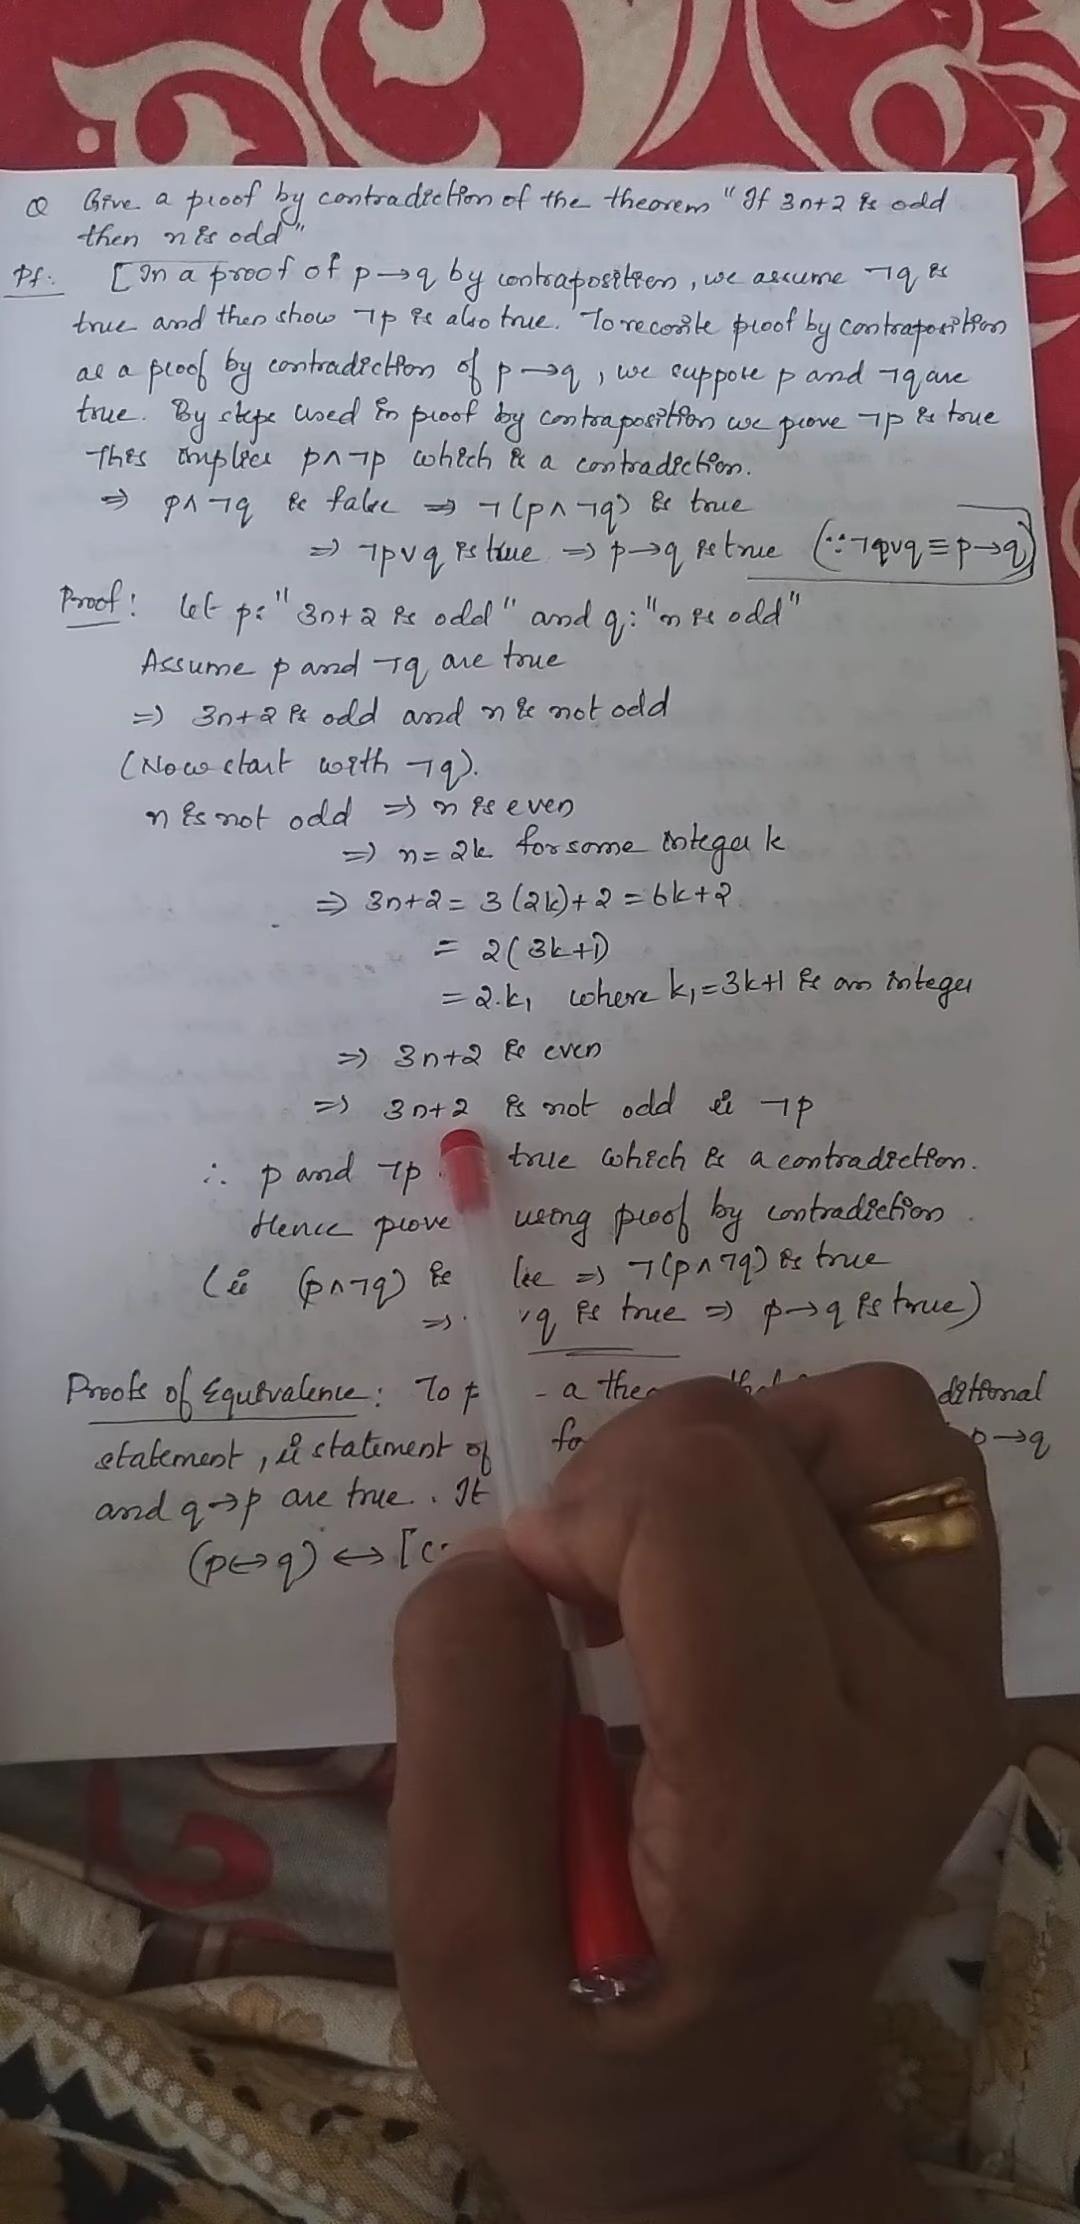 Q Give a proof by contradiction of the theorem "If 3n+2 is odd
then n is odd"
Pf: [In a proof of p→q by contraposition, we assume ¬q is
true and then show ¬p is also true. To rewrite proof by contraposition
as a proof by contradiction of p→q, we suppose p and ¬q are
true. By steps used in proof by contraposition we prove ¬p is true
This implies p∧¬p which is a contradiction.
⇒ p∧¬q is false ⇒ ¬(p∧¬q) is true
⇒ ¬p∨q is true ⇒ p→q is true (∵ ¬p∨q ≡ p→q)
Proof: let p: "3n+2 is odd" and q: "n is odd"
Assume p and ¬q are true
⇒ 3n+2 is odd and n is not odd
(Now start with ¬q).
n is not odd ⇒ n is even
⇒ n = 2k for some integer k
⇒ 3n+2 = 3(2k)+2 = 6k+2
= 2(3k+1)
= 2.k₁ where k₁=3k+1 is an integer
⇒ 3n+2 is even
⇒ 3n+2 is not odd ie ¬p
∴ p and ¬p true which is a contradiction.
Hence prove using proof by contradiction.
(ie (p∧¬q) is ⇒ ¬(p∧¬q) is true
⇒ q is true ⇒ p→q is true)
Proofs of Equivalence: To a
statement, ie statement of p→q
and q→p are true. It
(p↔q) ↔ [